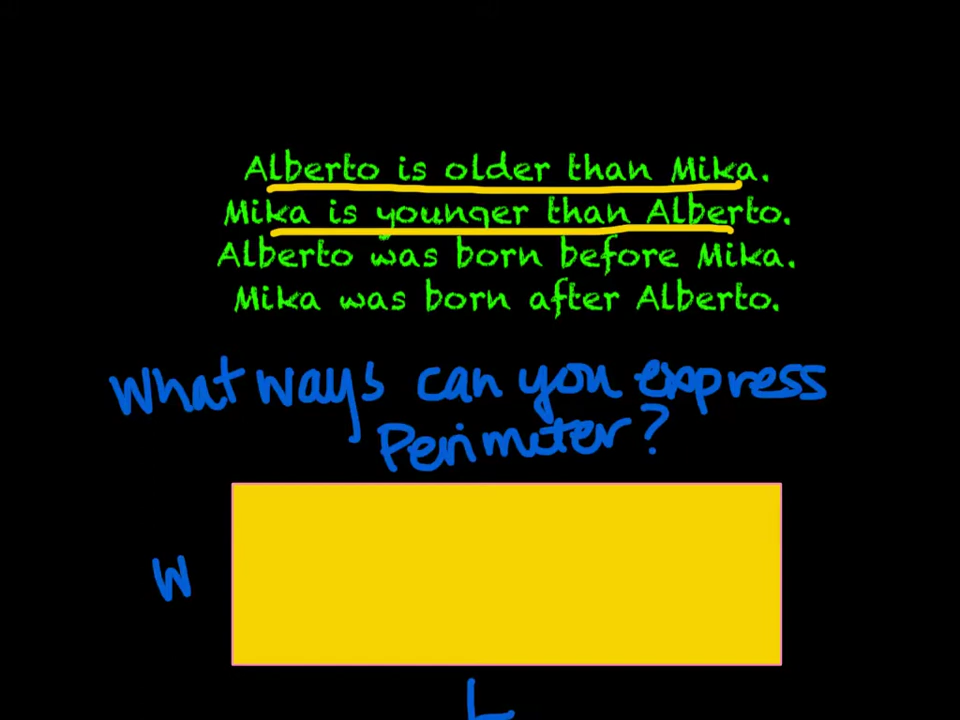 Alberto is older than Mika.
Mika is younger than Alberto.
Alberto was born before Mika.
Mika was born after Alberto.
What ways can you express
Perimeter?
W
L